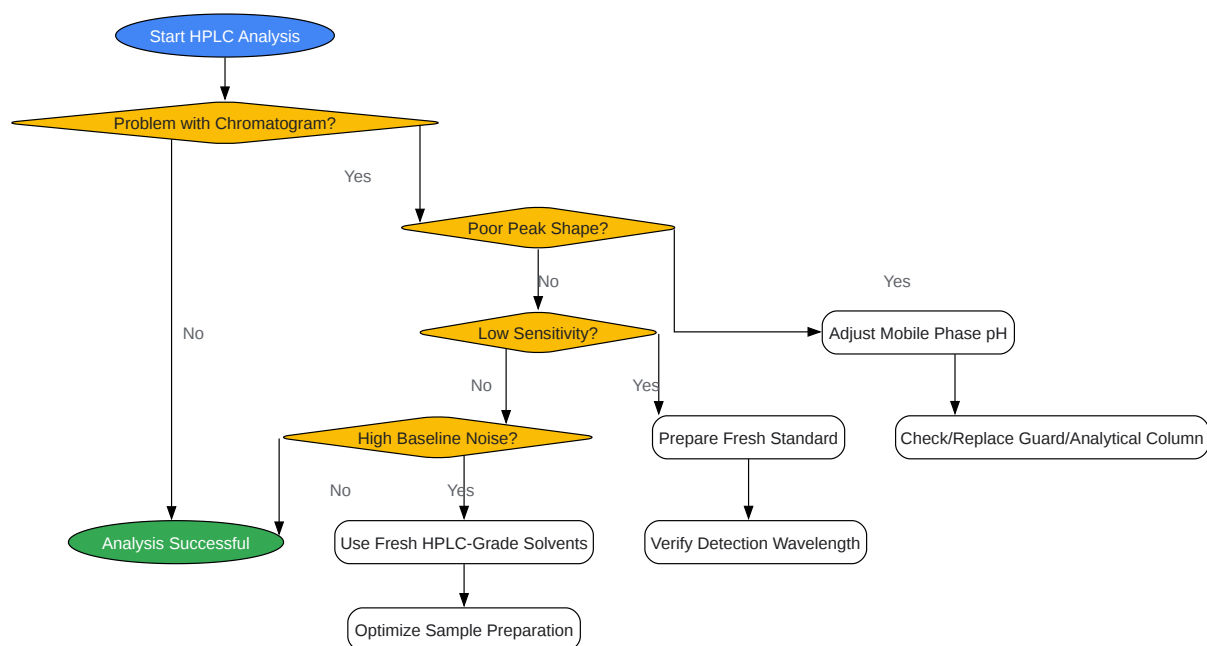 Start HPLC Analysis
Problem with Chromatogram?
Yes
Poor Peak Shape?
No
Yes
No
Low Sensitivity?
Adjust Mobile Phase pH
No
Yes
High Baseline Noise?
Prepare Fresh Standard
Check/Replace Guard/Analytical Column
No
Yes
Analysis Successful
Use Fresh HPLC-Grade Solvents
Verify Detection Wavelength
Optimize Sample Preparation